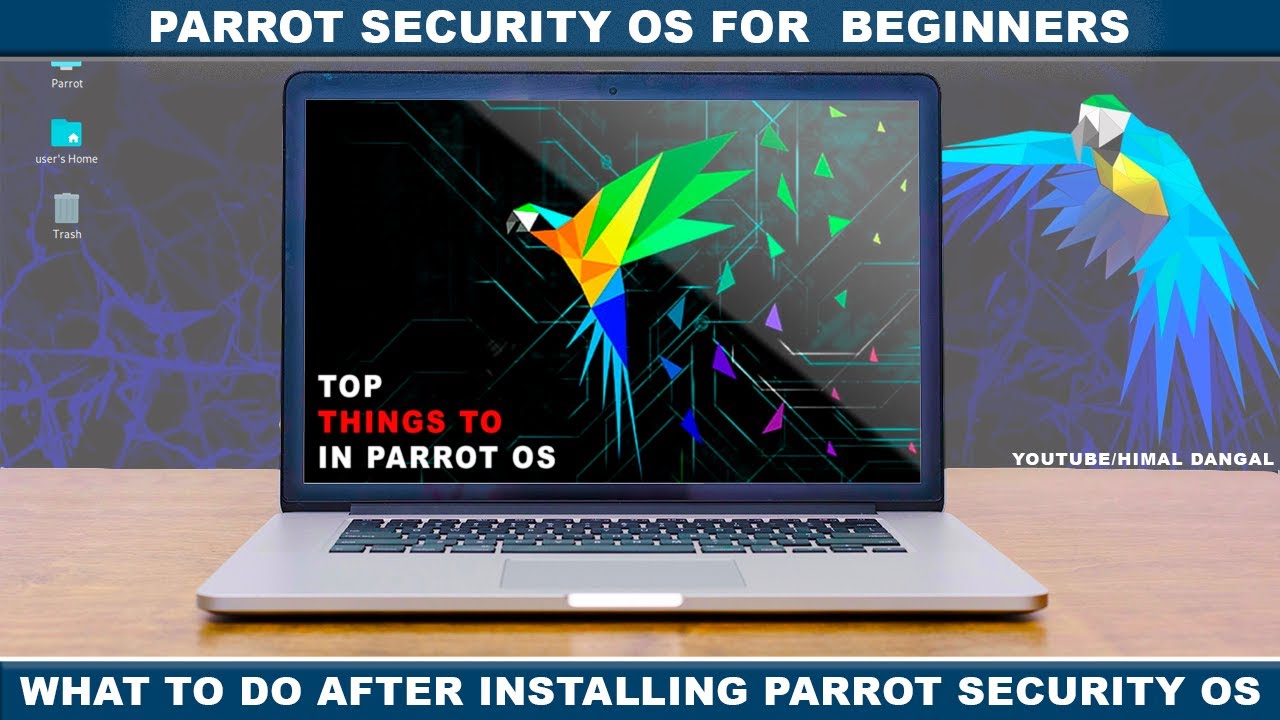 PARROT SECURITY OS FOR BEGINNERS
Parrot
user's Home
Trash
TOP
THINGS TO
IN PARROT OS
YOUTUBE/HIMAL DANGAL
WHAT TO DO AFTER INSTALLING PARROT SECURITY OS